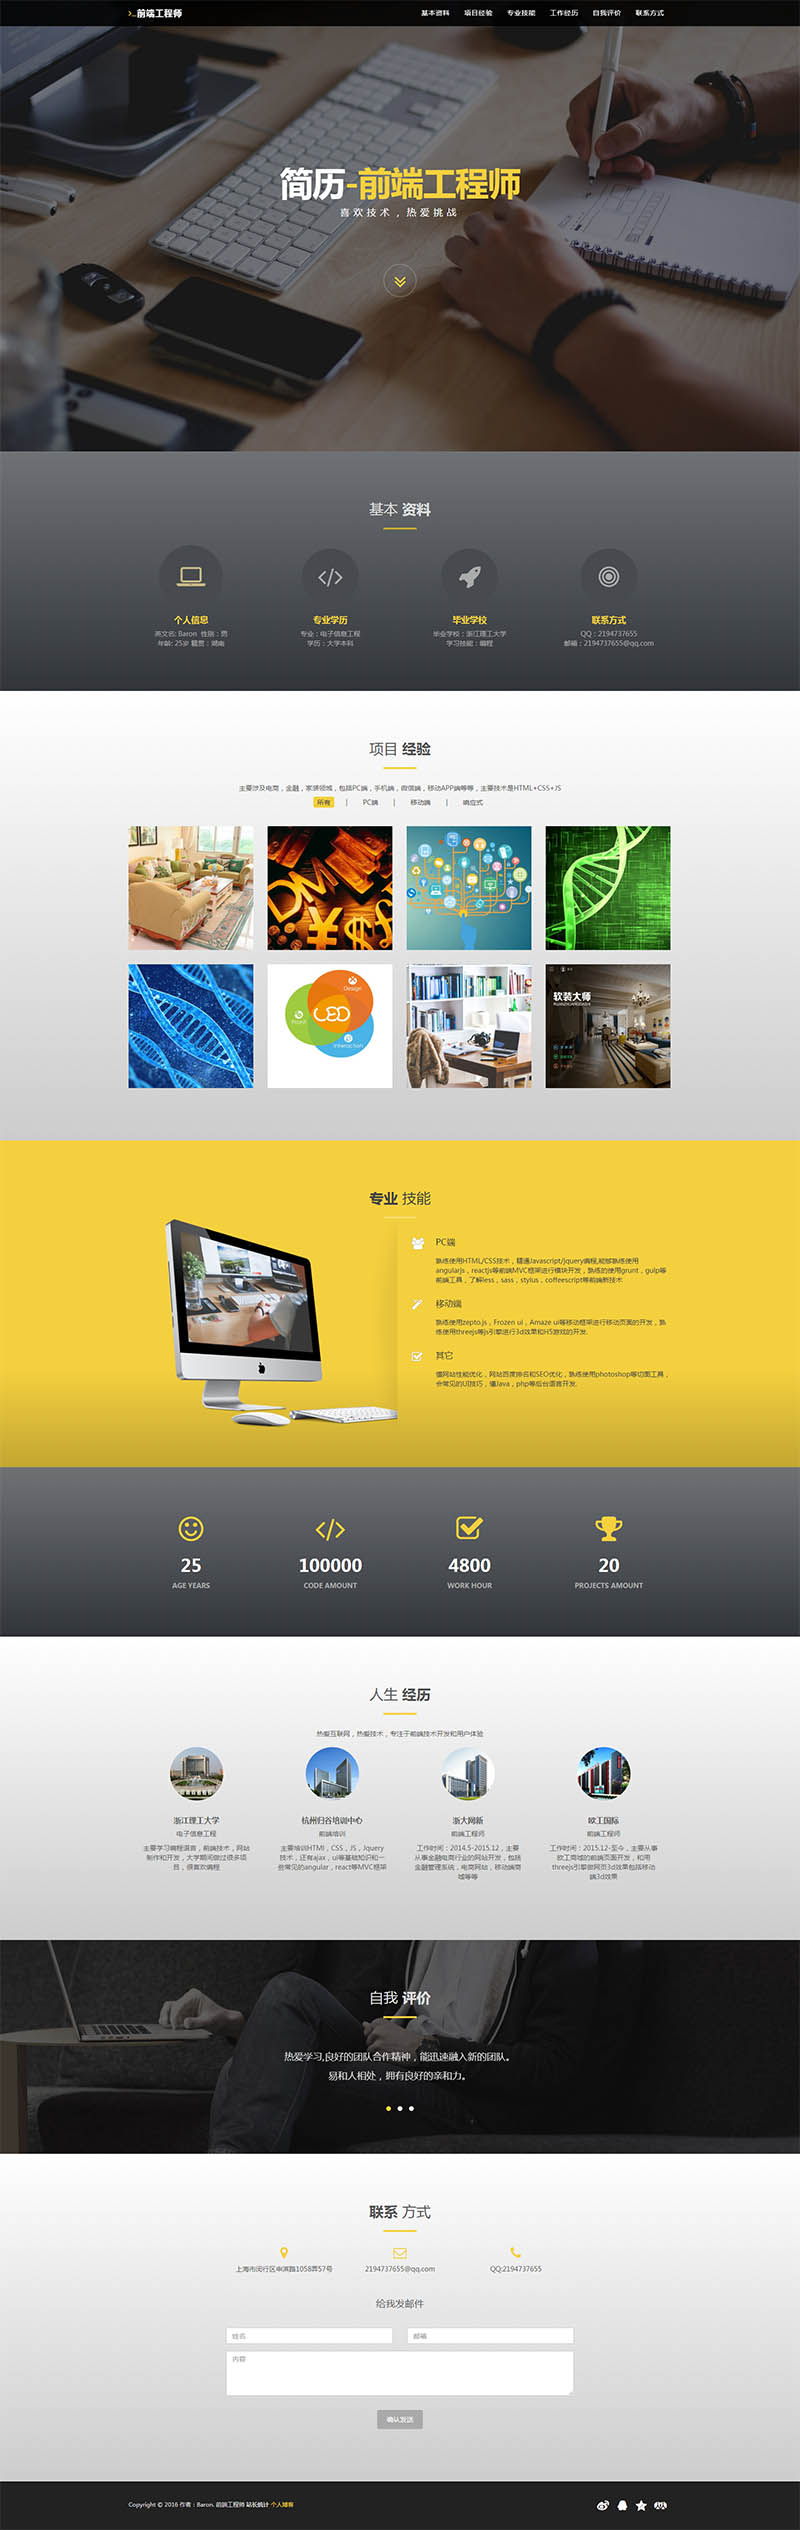 >_前端工程师
基本资料 项目经验 专业技能 工作经历 自我评价 联系方式
简历-前端工程师
喜欢技术，热爱挑战
基本 资料
个人信息
英文名: Baron 性别：男
年龄: 25岁 籍贯：湖南
专业学历
专业：电子信息工程
学历：大学本科
毕业学校
毕业学校：浙江理工大学
学习技能：编程
联系方式
QQ：2194737655
邮箱：2194737655@qq.com
项目 经验
主要涉及电商，金融，家装领域，包括PC端，手机端，微信端，移动APP端等等，主要技术是HTML+CSS+JS
所有 | PC端 | 移动端 | 响应式
Design
Plant
UED
Interaction
软装大师
专业 技能
PC端
熟练使用HTML/CSS技术，精通Javascript/jquery编程,能够熟练使用
angularjs，reactjs等前端MVC框架进行模块开发，熟练的使用grunt，gulp等
前端工具，了解less，sass，stylus，coffeescript等前端新技术
移动端
熟练使用zepto.js，Frozen ui，Amaze ui等移动框架进行移动页面的开发，熟
练使用threejs等js引擎进行3d效果和H5游戏的开发.
其它
懂网站性能优化，网站百度排名和SEO优化，熟练使用photoshop等切图工具，
会常见的UI技巧，懂Java，php等后台语言开发.
25
AGE YEARS
100000
CODE AMOUNT
4800
WORK HOUR
20
PROJECTS AMOUNT
人生 经历
热爱互联网，热爱技术，专注于前端技术开发和用户体验
浙江理工大学
电子信息工程
主要学习编程语言，前端技术，网站
制作和开发，大学期间做过很多项
目，很喜欢编程
杭州归谷培训中心
前端培训
主要培训HTMl，CSS，JS，Jquery
技术，还有ajax，ui等基础知识和一
些常见的angular，react等MVC框架
浙大网新
前端工程师
工作时间：2014.5-2015.12，主要
从事金融电商行业的网站开发，包括
金融管理系统，电商网站，移动端商
城等等
欧工国际
前端工程师
工作时间：2015.12-至今，主要从事
欧工商城的前端页面开发，和用
threejs引擎做网页3d效果包括移动
端3d效果
自我 评价
热爱学习,良好的团队合作精神，能迅速融入新的团队。
易和人相处，拥有良好的亲和力。
联系 方式
上海市闵行区申滨路1058弄57号
2194737655@qq.com
QQ:2194737655
给我发邮件
姓名
邮箱
内容
确认发送
Copyright © 2016 作者：Baron. 前端工程师 站长统计 个人博客